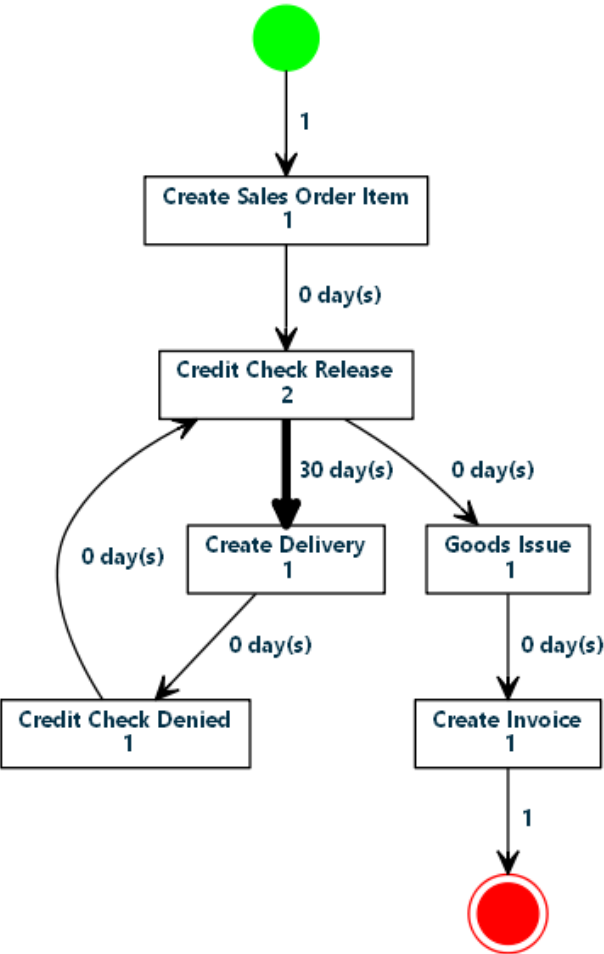 1
Create Sales Order Item
1
0 day(s)
Credit Check Release
2
30 day(s)
0 day(s)
0 day(s)
Create Delivery
1
Goods Issue
1
0 day(s)
0 day(s)
Credit Check Denied
1
Create Invoice
1
1